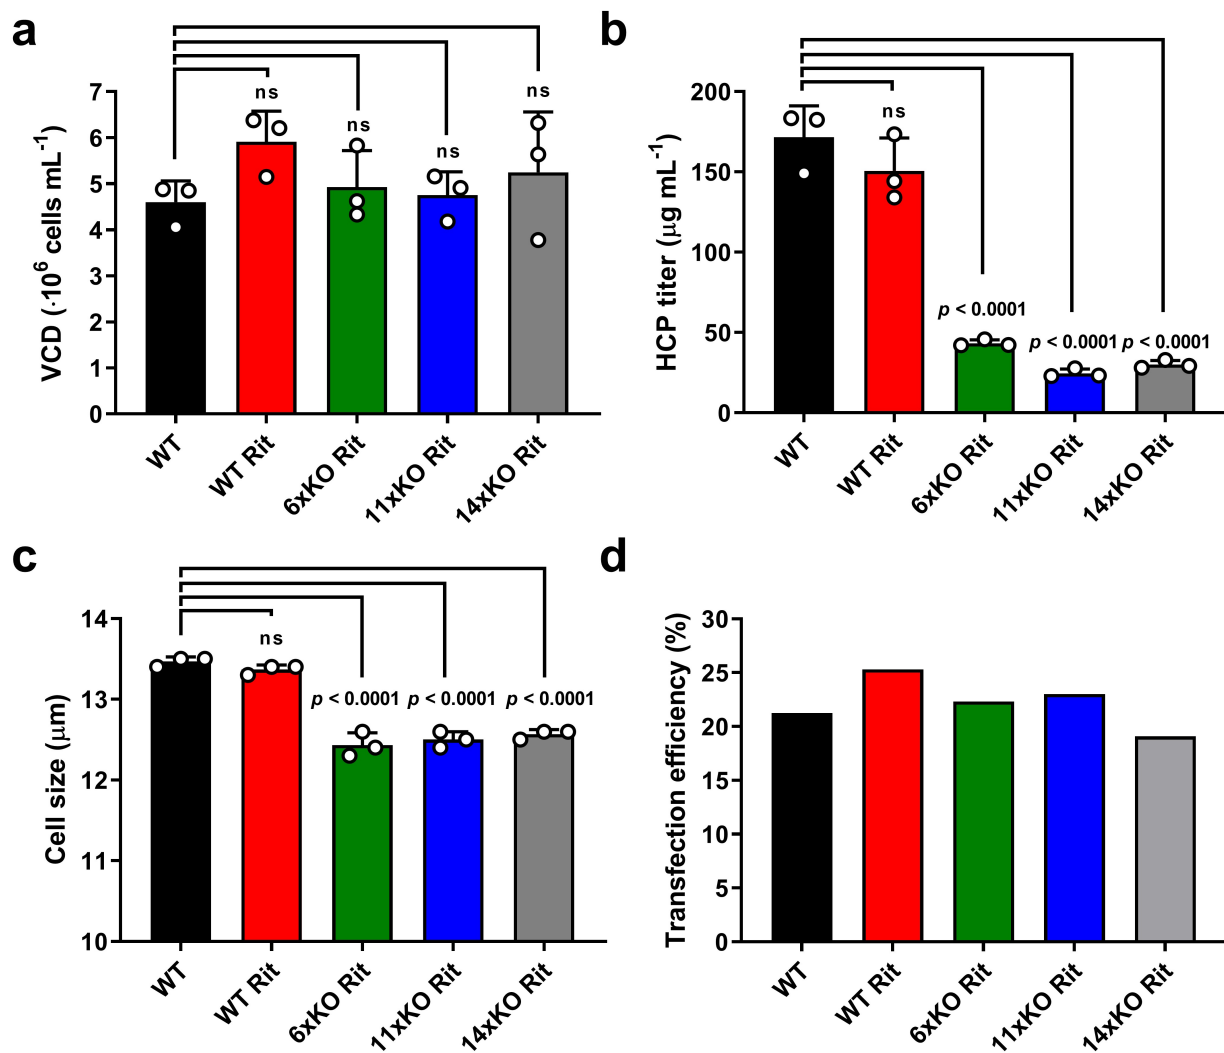 a
ns
ns
ns
ns
VCD (·10⁶ cells mL⁻¹)
7
6
5
4
3
2
1
0
WT
WT Rit
6xKO Rit
11xKO Rit
14xKO Rit
b
ns
p < 0.0001
p < 0.0001
p < 0.0001
HCP titer (μg mL⁻¹)
200
150
100
50
0
WT
WT Rit
6xKO Rit
11xKO Rit
14xKO Rit
c
ns
p < 0.0001
p < 0.0001
p < 0.0001
Cell size (μm)
14
13
12
11
10
WT
WT Rit
6xKO Rit
11xKO Rit
14xKO Rit
d
Transfection efficiency (%)
30
25
20
15
10
5
0
WT
WT Rit
6xKO Rit
11xKO Rit
14xKO Rit